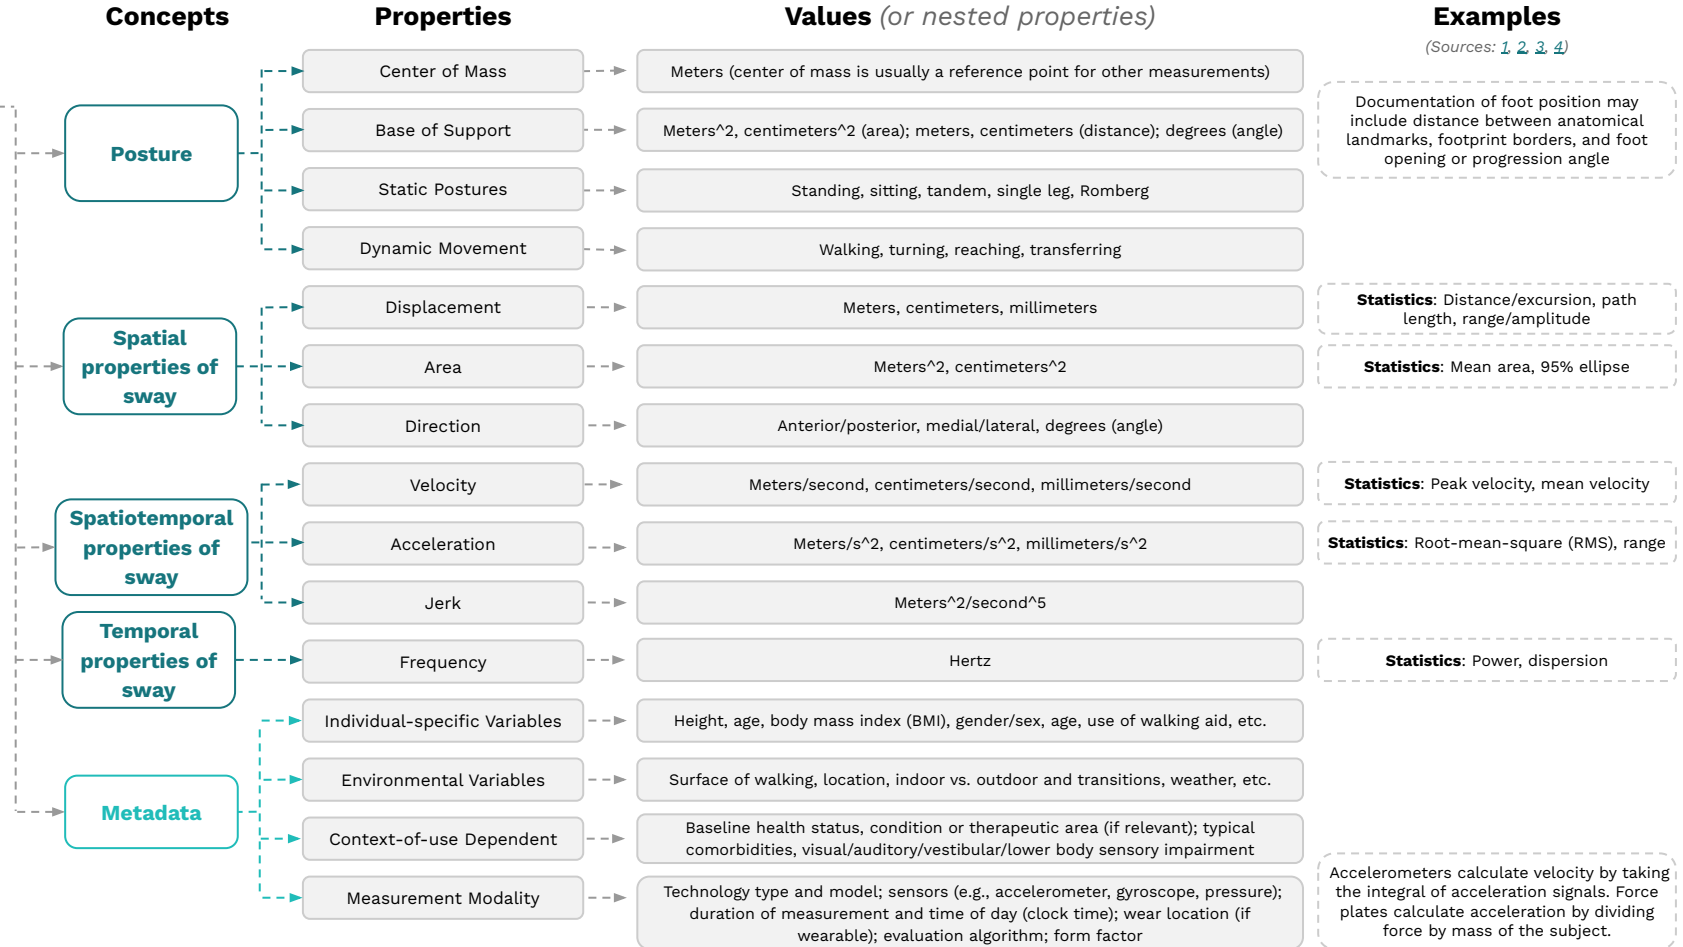 Concepts
Properties
Values (or nested properties)
Examples
(Sources: 1, 2, 3, 4)
Posture
Center of Mass
Meters (center of mass is usually a reference point for other measurements)
Base of Support
Meters^2, centimeters^2 (area); meters, centimeters (distance); degrees (angle)
Documentation of foot position may
include distance between anatomical
landmarks, footprint borders, and foot
opening or progression angle
Static Postures
Standing, sitting, tandem, single leg, Romberg
Dynamic Movement
Walking, turning, reaching, transferring
Spatial
properties of
sway
Displacement
Meters, centimeters, millimeters
Statistics: Distance/excursion, path
length, range/amplitude
Area
Meters^2, centimeters^2
Statistics: Mean area, 95% ellipse
Direction
Anterior/posterior, medial/lateral, degrees (angle)
Spatiotemporal
properties of
sway
Velocity
Meters/second, centimeters/second, millimeters/second
Statistics: Peak velocity, mean velocity
Acceleration
Meters/s^2, centimeters/s^2, millimeters/s^2
Statistics: Root-mean-square (RMS), range
Jerk
Meters^2/second^5
Temporal
properties of
sway
Frequency
Hertz
Statistics: Power, dispersion
Metadata
Individual-specific Variables
Height, age, body mass index (BMI), gender/sex, age, use of walking aid, etc.
Environmental Variables
Surface of walking, location, indoor vs. outdoor and transitions, weather, etc.
Context-of-use Dependent
Baseline health status, condition or therapeutic area (if relevant); typical
comorbidities, visual/auditory/vestibular/lower body sensory impairment
Measurement Modality
Technology type and model; sensors (e.g., accelerometer, gyroscope, pressure);
duration of measurement and time of day (clock time); wear location (if
wearable); evaluation algorithm; form factor
Accelerometers calculate velocity by taking
the integral of acceleration signals. Force
plates calculate acceleration by dividing
force by mass of the subject.